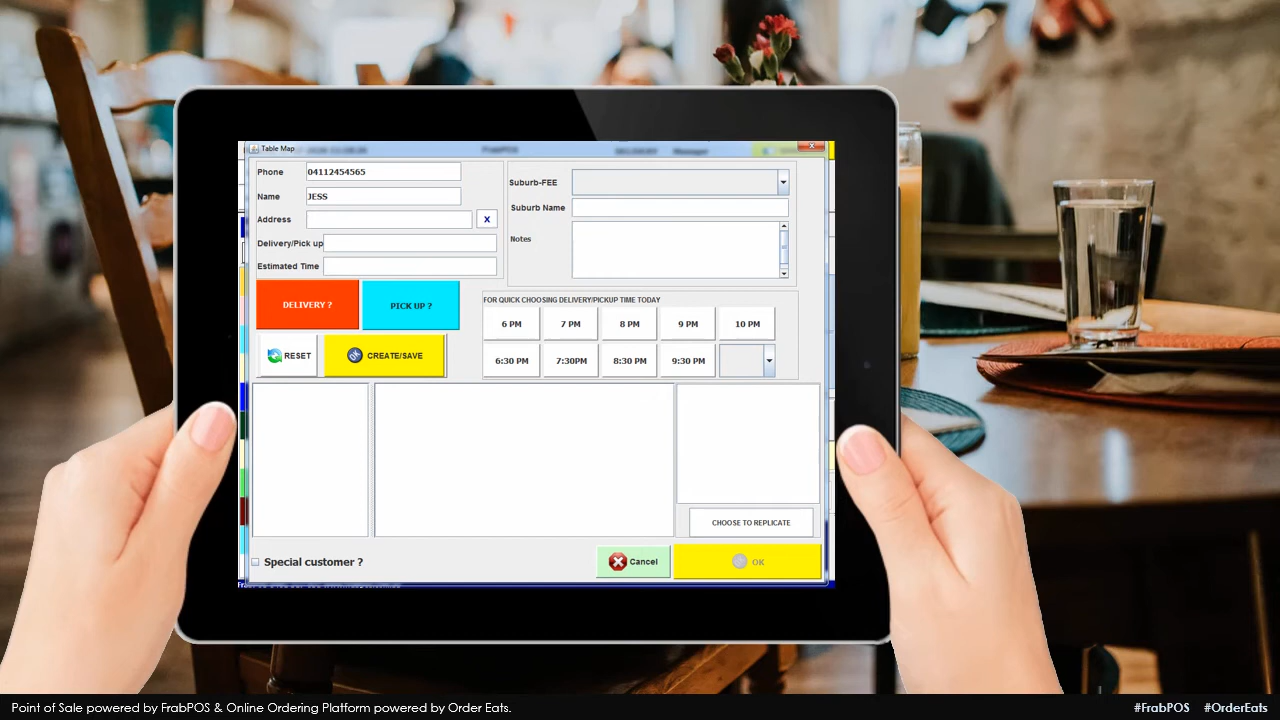 Table Map
Phone 04112454565
Name JESS
Address X
Delivery/Pick up
Estimated Time
Suburb-FEE
Suburb Name
Notes
DELIVERY ? PICK UP ?
RESET CREATE/SAVE
FOR QUICK CHOOSING DELIVERY/PICKUP TIME TODAY
6 PM 7 PM 8 PM 9 PM 10 PM
6:30 PM 7:30PM 8:30 PM 9:30 PM
CHOOSE TO REPLICATE
Special customer ?
Cancel OK
Point of Sale powered by FrabPOS & Online Ordering Platform powered by Order Eats.
#FrabPOS #OrderEats